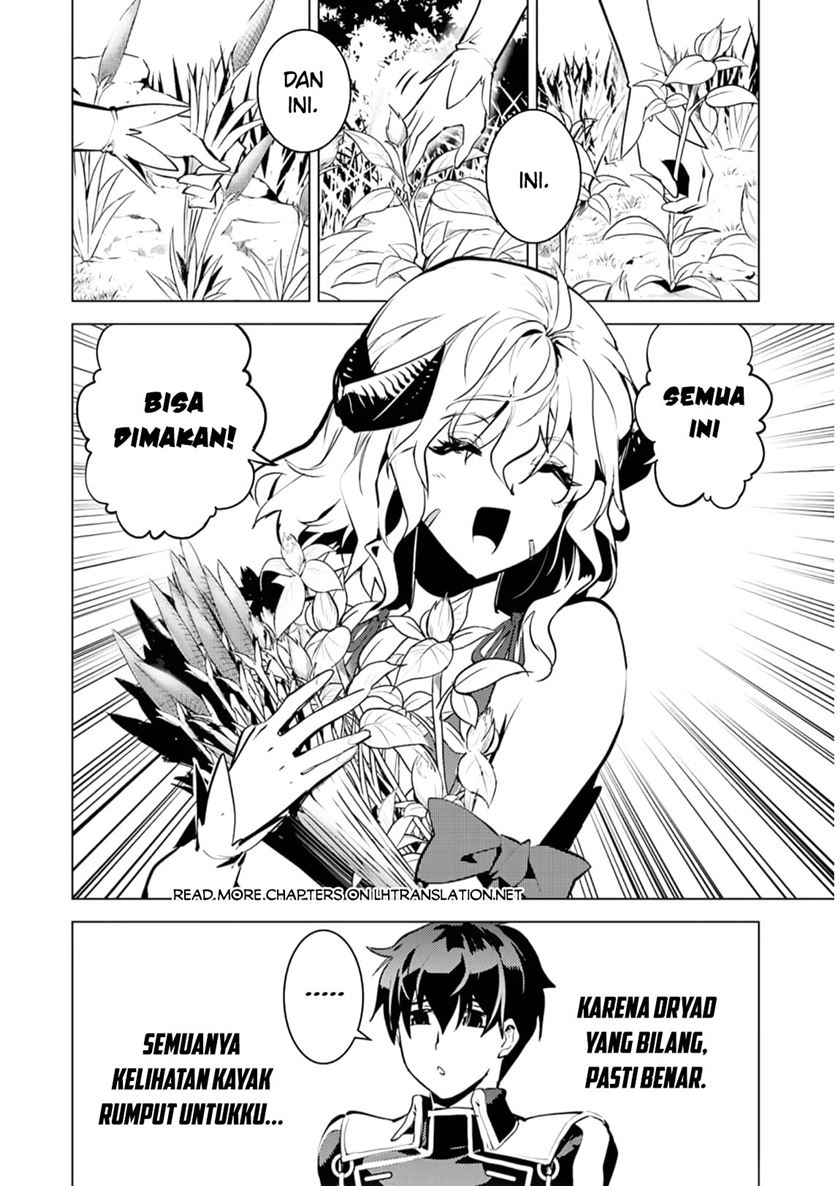 INI.
DAN
INI.
SEMUA
INI
BISA
DIMAKAN!
READ MORE CHAPTERS ON LHTRANSLATION.NET
KARENA DRYAD
YANG BILANG,
PASTI BENAR.
.....
SEMUANYA
KELIHATAN KAYAK
RUMPUT UNTUKKU...